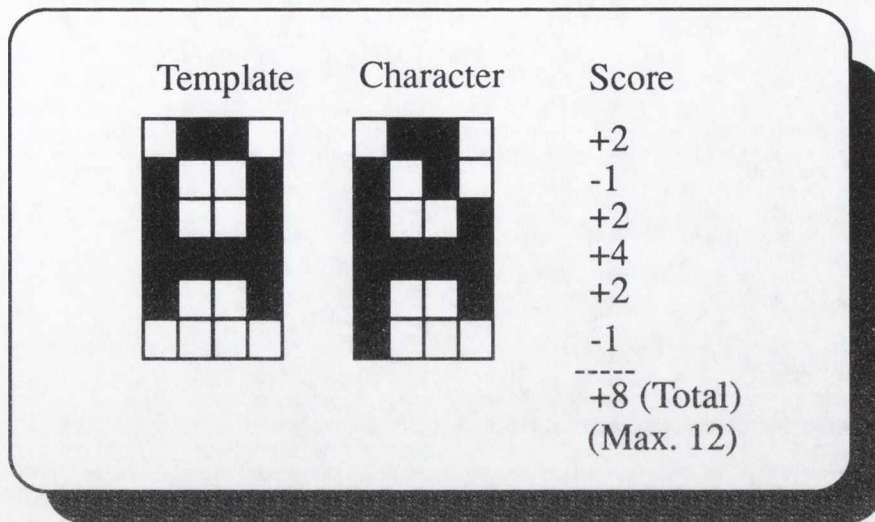 Template Character Score
+2
-1
+2
+4
+2
-1
------
+8 (Total)
(Max. 12)